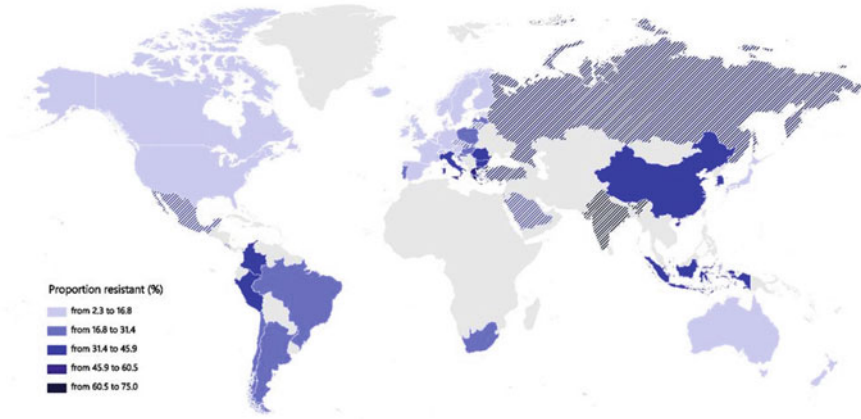 Proportion resistant (%)
from 2.3 to 16.8
from 16.8 to 31.4
from 31.4 to 45.9
from 45.9 to 60.5
from 60.5 to 75.0